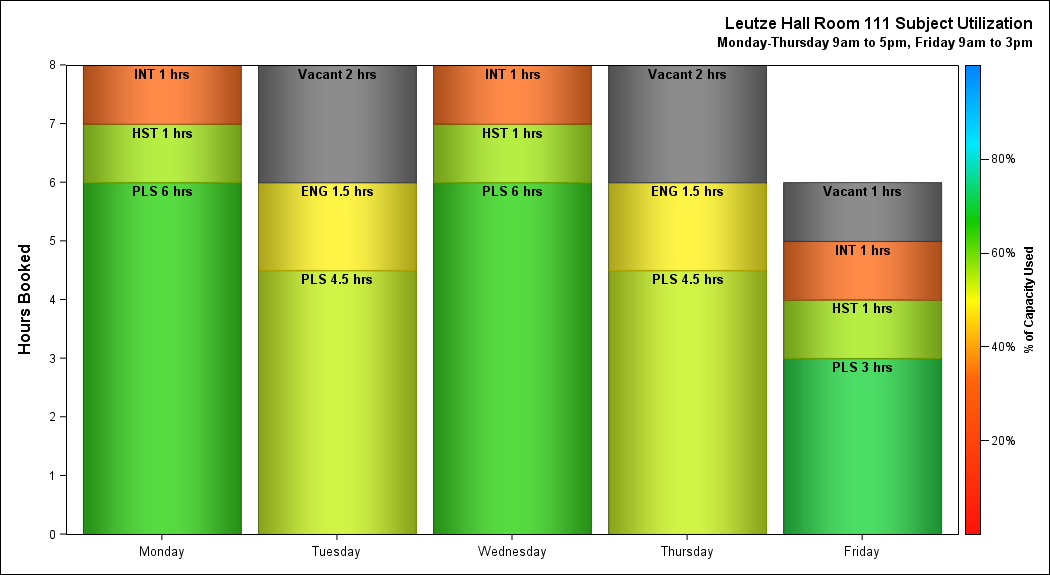 Leutze Hall Room 111 Subject Utilization
Monday-Thursday 9am to 5pm, Friday 9am to 3pm
Hours Booked
8
7
6
5
4
3
2
1
0
INT 1 hrs
HST 1 hrs
PLS 6 hrs
Vacant 2 hrs
ENG 1.5 hrs
PLS 4.5 hrs
INT 1 hrs
HST 1 hrs
PLS 6 hrs
Vacant 2 hrs
ENG 1.5 hrs
PLS 4.5 hrs
Vacant 1 hrs
INT 1 hrs
HST 1 hrs
PLS 3 hrs
Monday
Tuesday
Wednesday
Thursday
Friday
80%
60%
40%
20%
% of Capacity Used